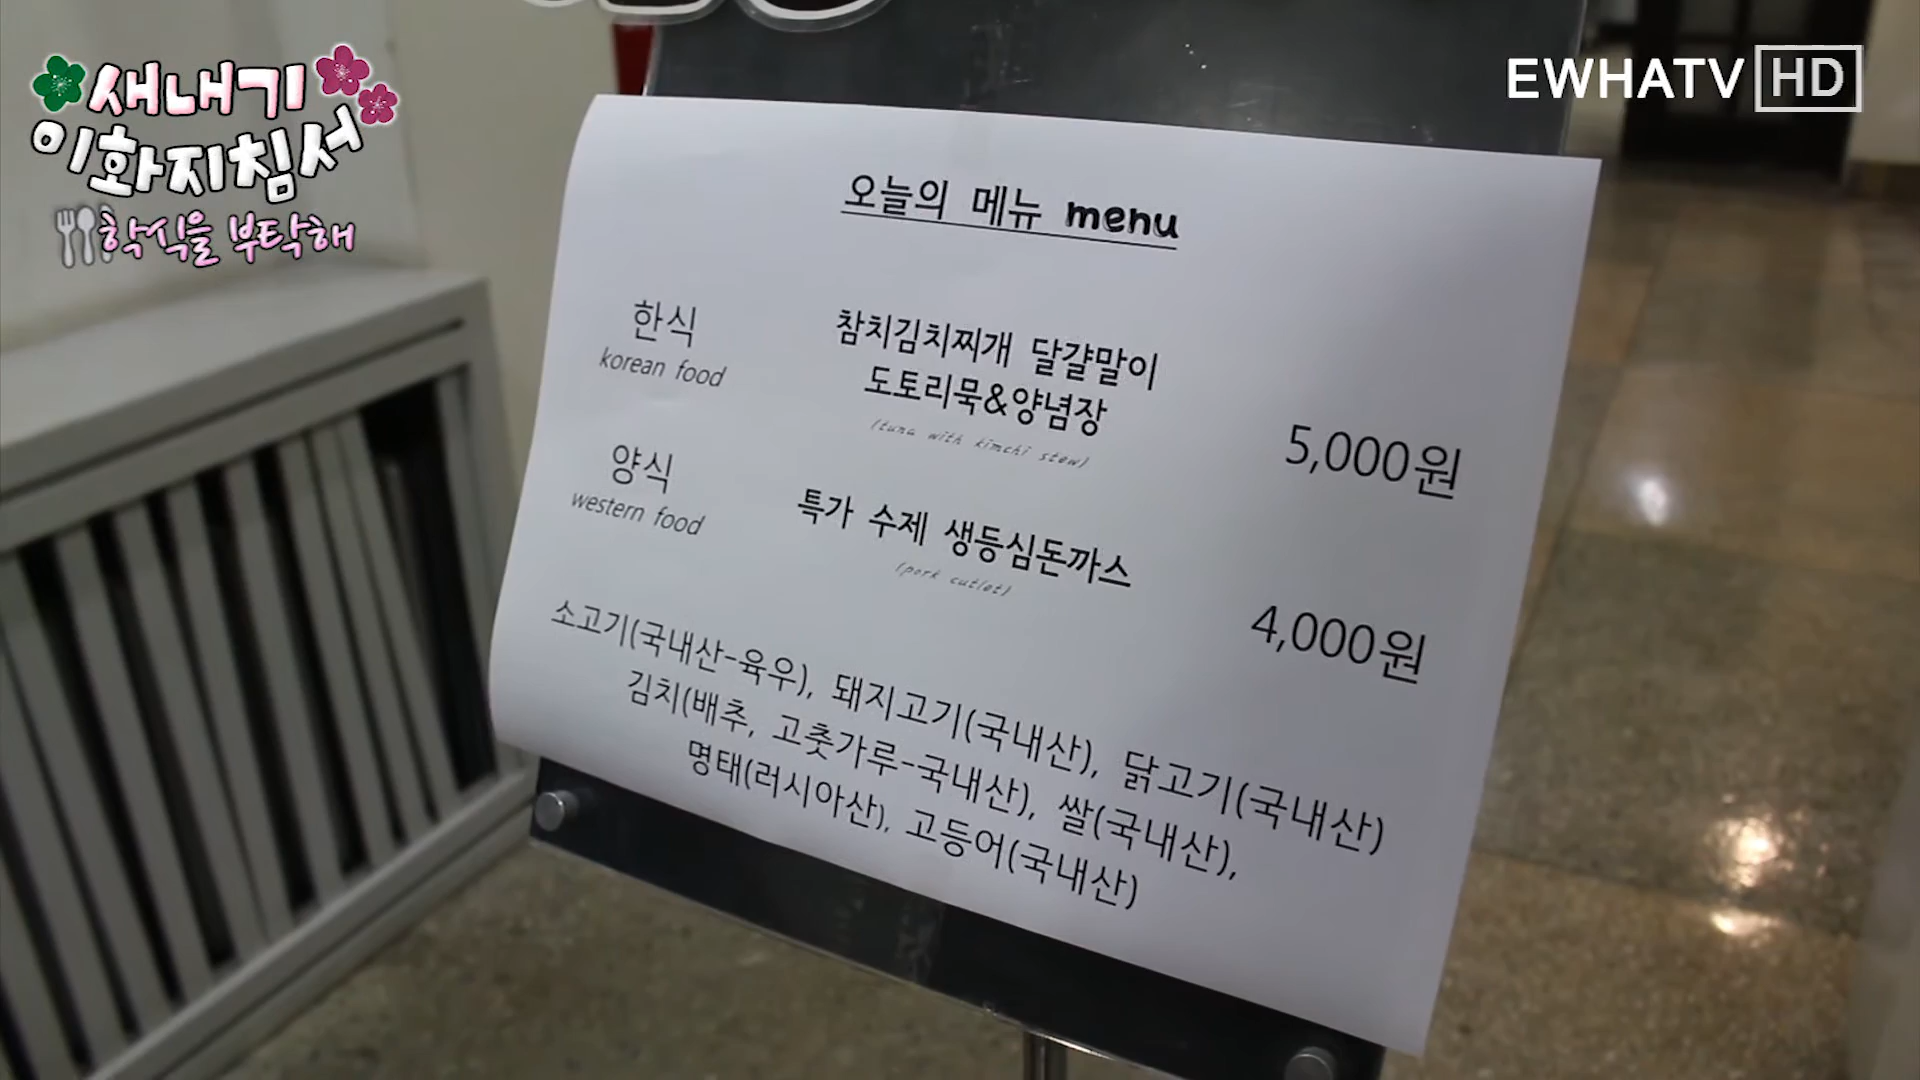 새내기
이화지침서
학식을 부탁해
EWHATV HD
오늘의 메뉴 menu
한식
korean food
참치김치찌개 달걀말이
도토리묵&양념장
(tuna with kimchi stew)
5,000원
양식
western food
특가 수제 생등심돈까스
(pork cutlet)
4,000원
소고기(국내산-육우), 돼지고기(국내산), 닭고기(국내산)
김치(배추, 고춧가루-국내산), 쌀(국내산),
명태(러시아산), 고등어(국내산)